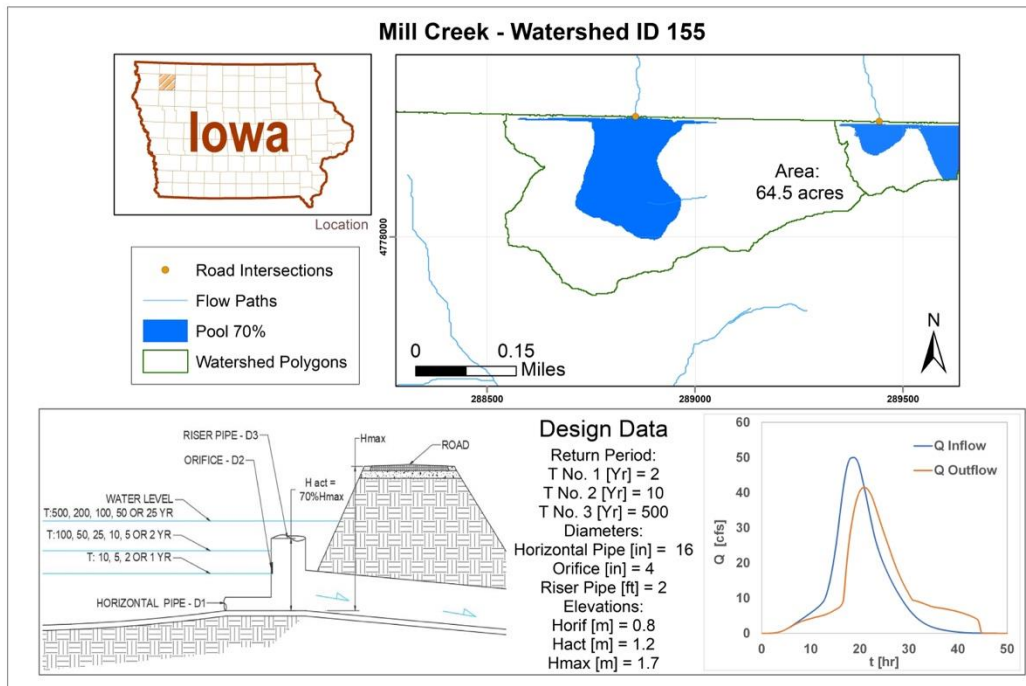 Mill Creek - Watershed ID 155
Iowa
Location
Road Intersections
Flow Paths
Pool 70%
Watershed Polygons
Area:
64.5 acres
4778000
0 0.15
Miles
N
288500 289000 289500
RISER PIPE - D3
ORIFICE - D2
Hmax
ROAD
H act =
70%Hmax
WATER LEVEL
T:500, 200, 100, 50 OR 25 YR
T:100, 50, 25, 10, 5 OR 2 YR
T: 10, 5, 2 OR 1 YR
HORIZONTAL PIPE - D1
Design Data
Return Period:
T No. 1 [Yr] = 2
T No. 2 [Yr] = 10
T No. 3 [Yr] = 500
Diameters:
Horizontal Pipe [in] = 16
Orifice [in] = 4
Riser Pipe [ft] = 2
Elevations:
Horif [m] = 0.8
Hact [m] = 1.2
Hmax [m] = 1.7
Q Inflow
Q Outflow
Q [cfs]
60
50
40
30
20
10
0
0 10 20 30 40 50
t [hr]